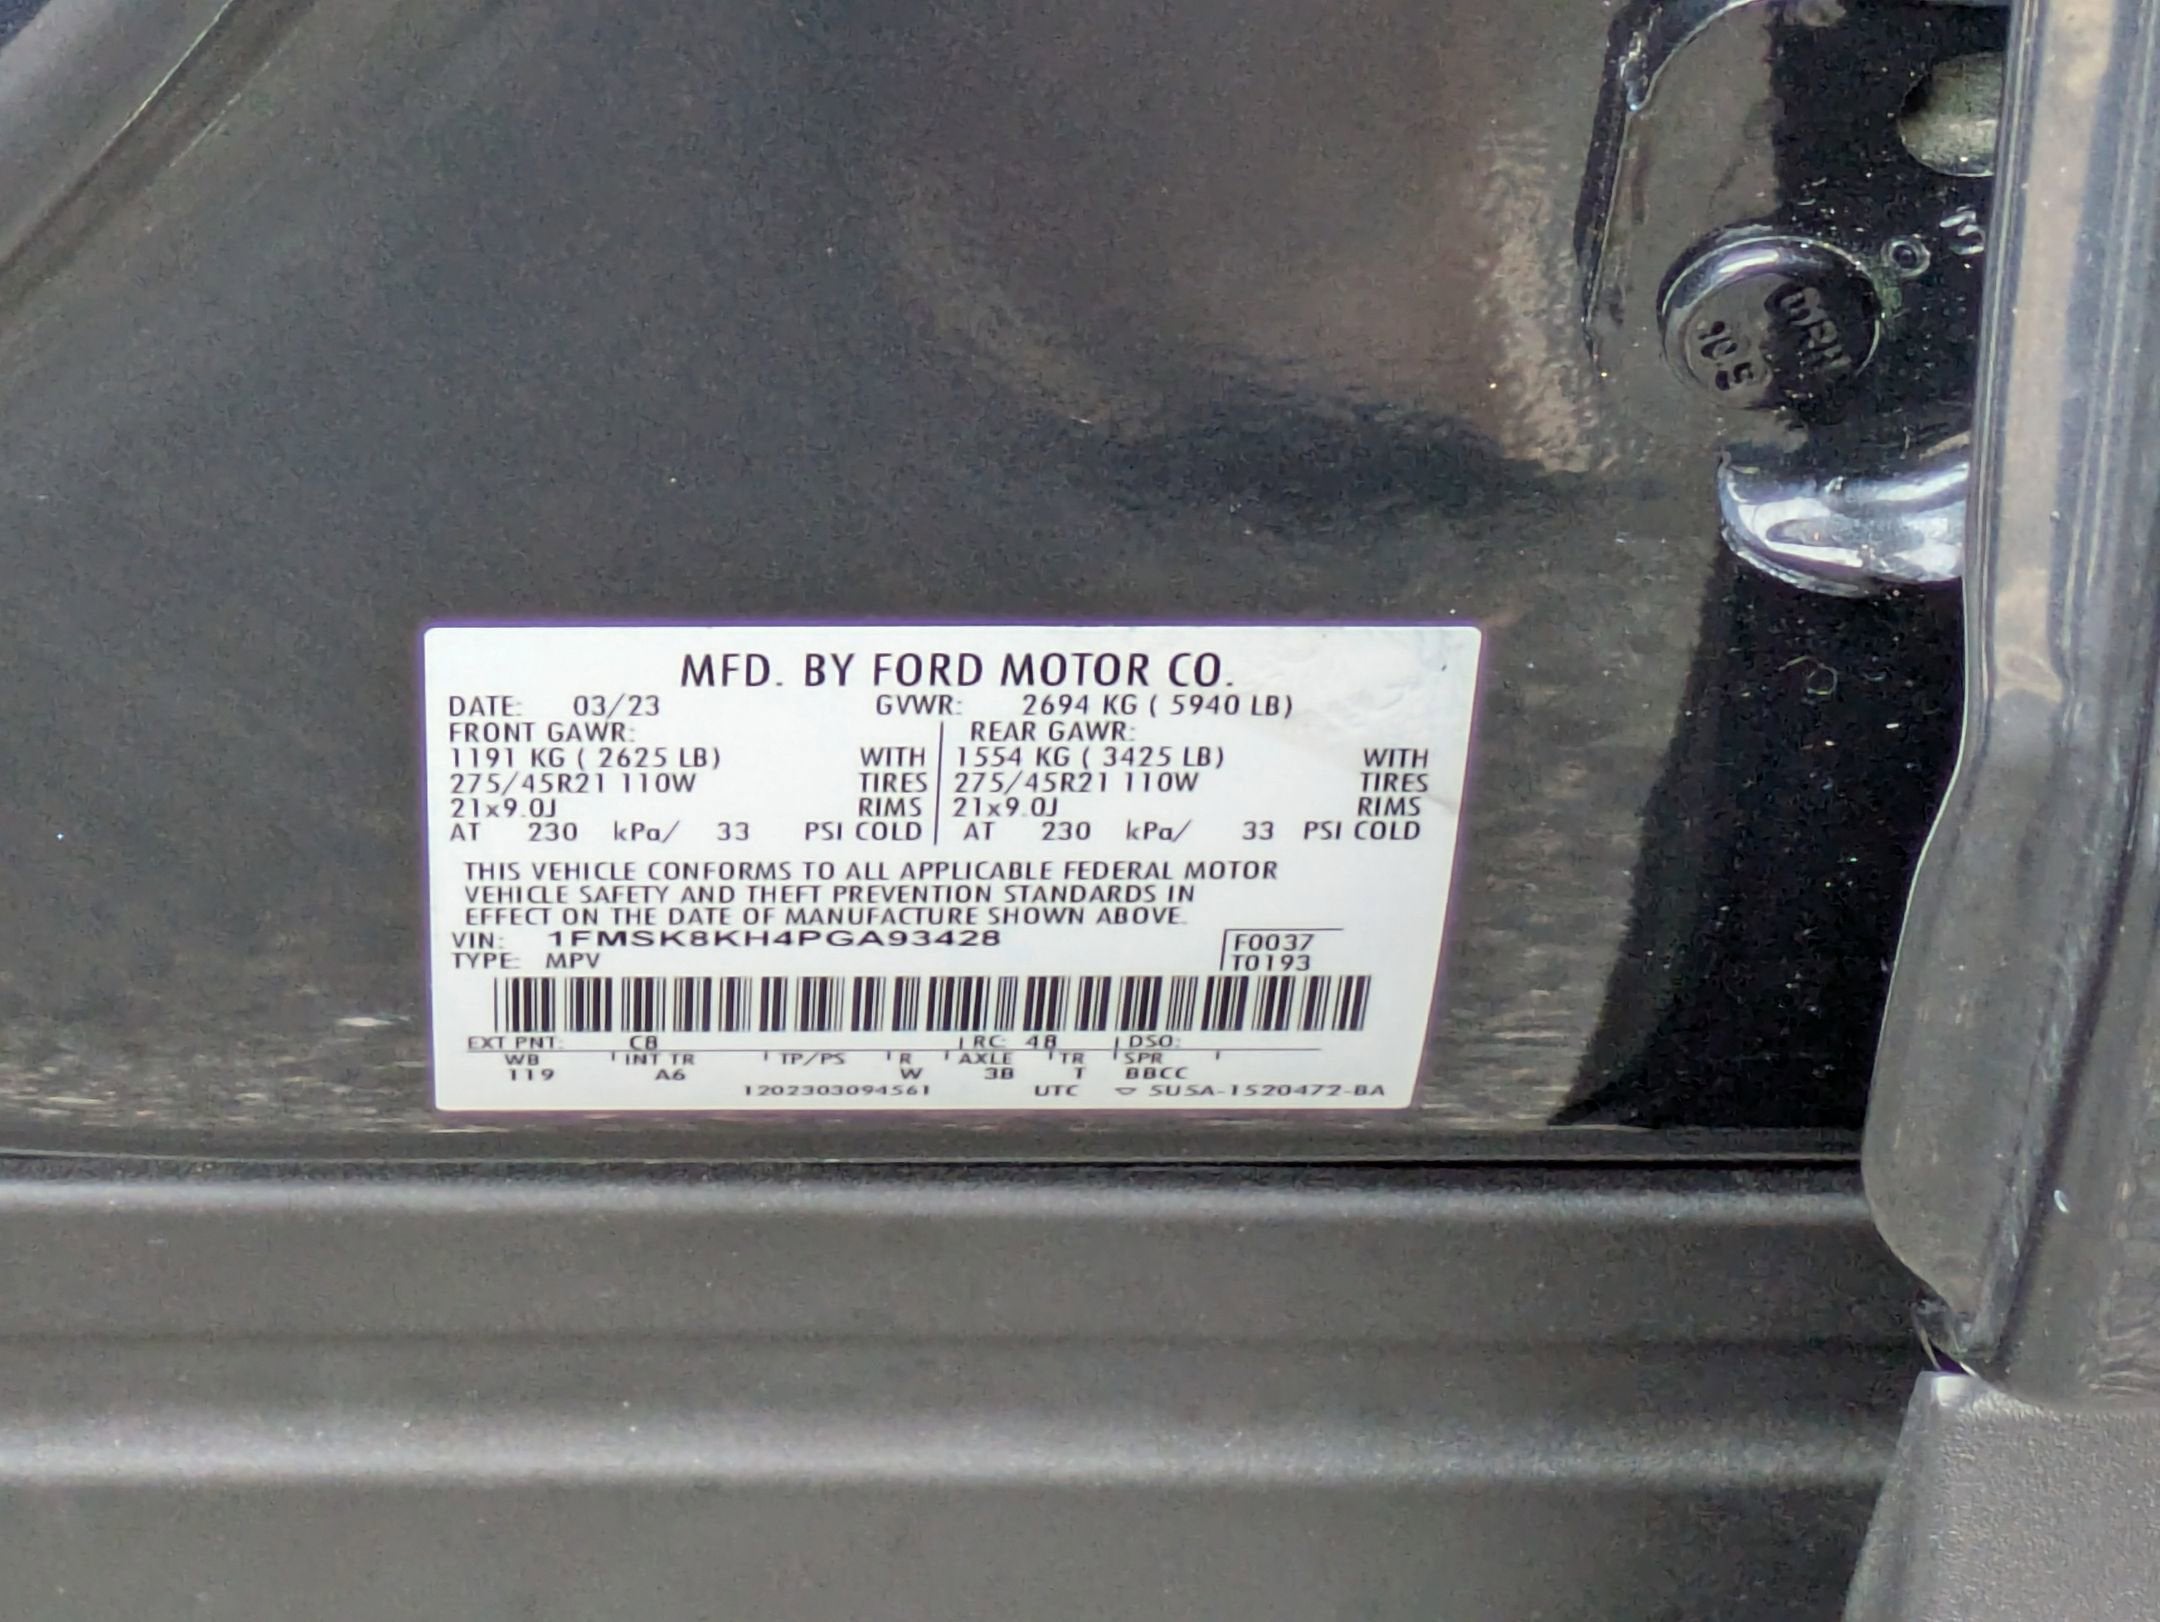 MFD. BY FORD MOTOR CO.
DATE: 03/23 GVWR: 2694 KG ( 5940 LB)
FRONT GAWR: REAR GAWR:
1191 KG ( 2625 LB) WITH 1554 KG ( 3425 LB) WITH
275/45R21 110W TIRES 275/45R21 110W TIRES
21x9.0J RIMS 21x9.0J RIMS
AT 230 kPa/ 33 PSI COLD AT 230 kPa/ 33 PSI COLD
THIS VEHICLE CONFORMS TO ALL APPLICABLE FEDERAL MOTOR
VEHICLE SAFETY AND THEFT PREVENTION STANDARDS IN
EFFECT ON THE DATE OF MANUFACTURE SHOWN ABOVE.
VIN: 1FMSK8KH4PGA93428 F0037
TYPE: MPV T0193
EXT PNT: C8 RC: 48 DSO:
WB INT TR TP/PS R AXLE TR SPR
119 A6 W 3B T BBCC
1202303094561 UTC SU5A-1520472-BA